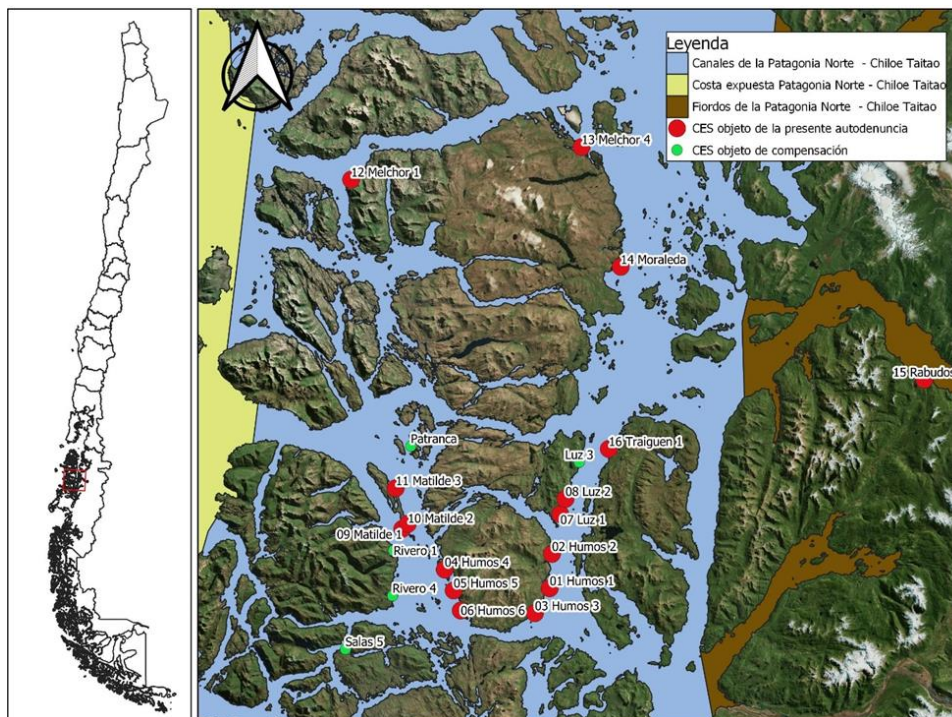 Leyenda
Canales de la Patagonia Norte - Chiloe Taitao
Costa expuesta Patagonia Norte - Chiloe Taitao
Fiordos de la Patagonia Norte - Chiloe Taitao
CES objeto de la presente autodenuncia
CES objeto de compensación
13 Melchor 4
12 Melchor 1
14 Moraleda
15 Rabudos
Patranca
16 Traiguen 1
Luz 3
11 Matilde 3
08 Luz 2
07 Luz 1
10 Matilde 2
09 Matilde 1
Rivero 1
02 Humos 2
04 Humos 4
Rivero 4
05 Humos 5
01 Humos 1
06 Humos 6
03 Humos 3
Salas 5